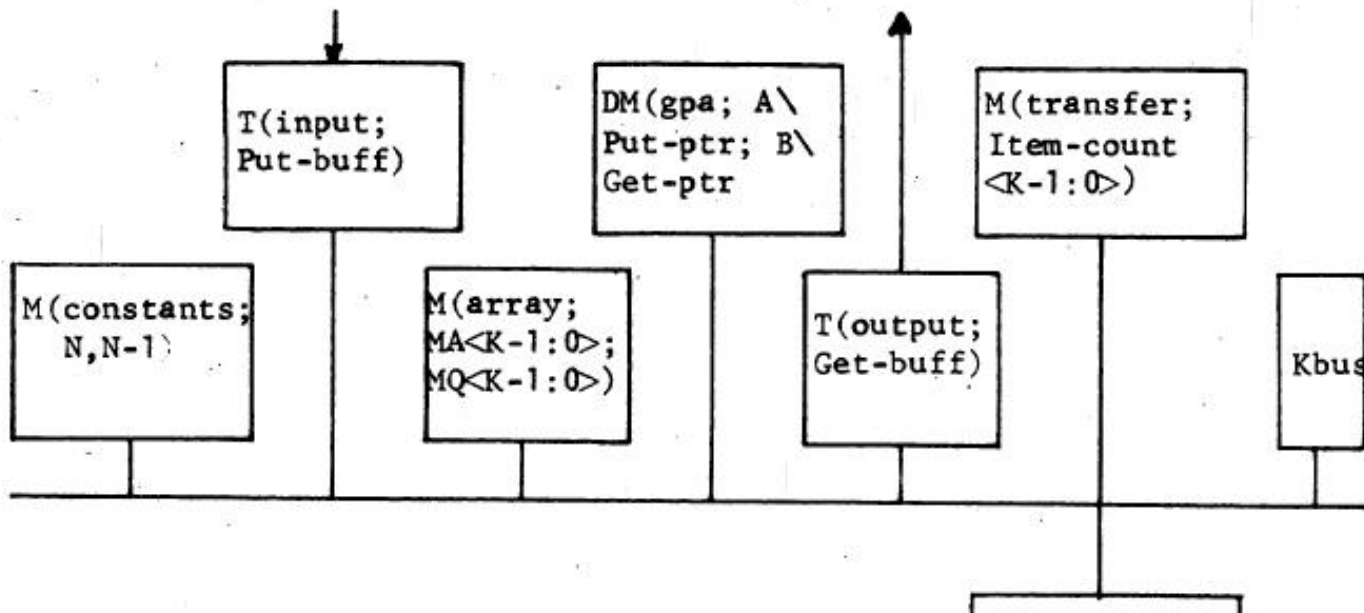 T(input;
Put-buff)
DM(gpa; A\
Put-ptr; B\
Get-ptr
M(transfer;
Item-count
<K-1:0>)
M(constants;
N,N-1)
M(array;
MA<K-1:0>;
MQ<K-1:0>)
T(output;
Get-buff)
Kbus